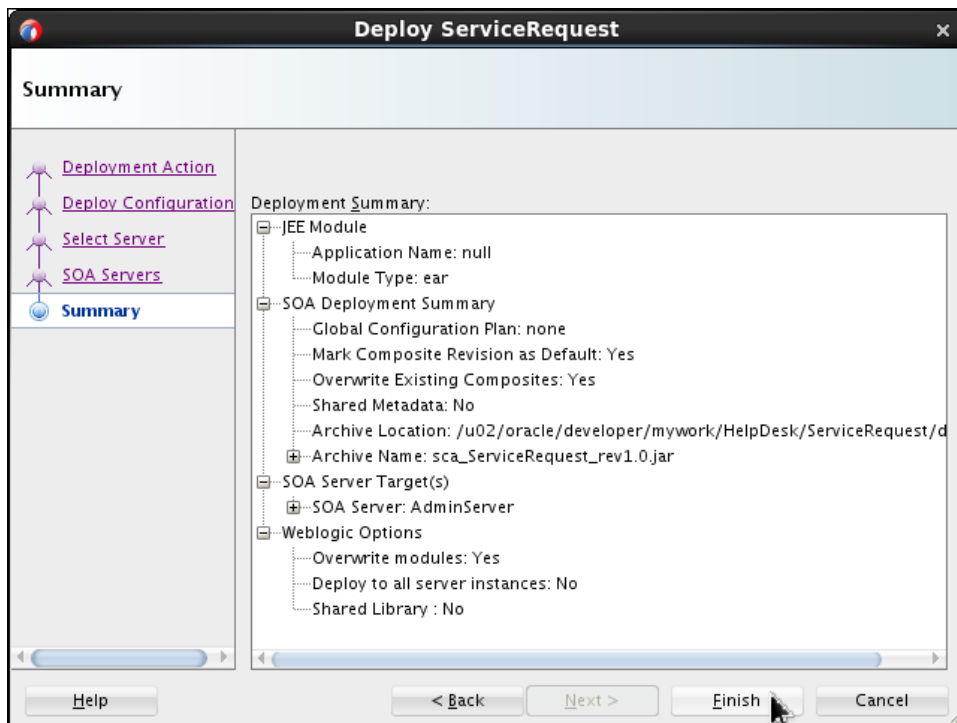 Deploy ServiceRequest
Summary
Deployment Action
Deploy Configuration
Select Server
SOA Servers
Summary
Deployment Summary:
JEE Module
Application Name: null
Module Type: ear
SOA Deployment Summary
Global Configuration Plan: none
Mark Composite Revision as Default: Yes
Overwrite Existing Composites: Yes
Shared Metadata: No
Archive Location: /u02/oracle/developer/mywork/HelpDesk/ServiceRequest/d
Archive Name: sca_ServiceRequest_rev1.0.jar
SOA Server Target(s)
SOA Server: AdminServer
Weblogic Options
Overwrite modules: Yes
Deploy to all server instances: No
Shared Library : No
Help
< Back
Next >
Finish
Cancel